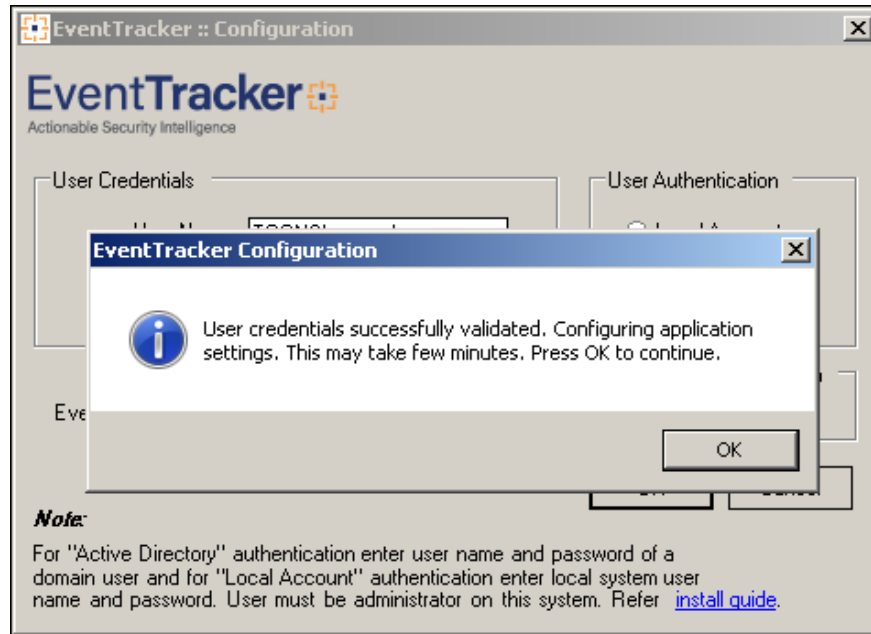 EventTracker :: Configuration
EventTracker
Actionable Security Intelligence
User Credentials
User Authentication
EventTracker Configuration
User credentials successfully validated. Configuring application
settings. This may take few minutes. Press OK to continue.
Eve
OK
Note:
For "Active Directory" authentication enter user name and password of a
domain user and for "Local Account" authentication enter local system user
name and password. User must be administrator on this system. Refer install guide.